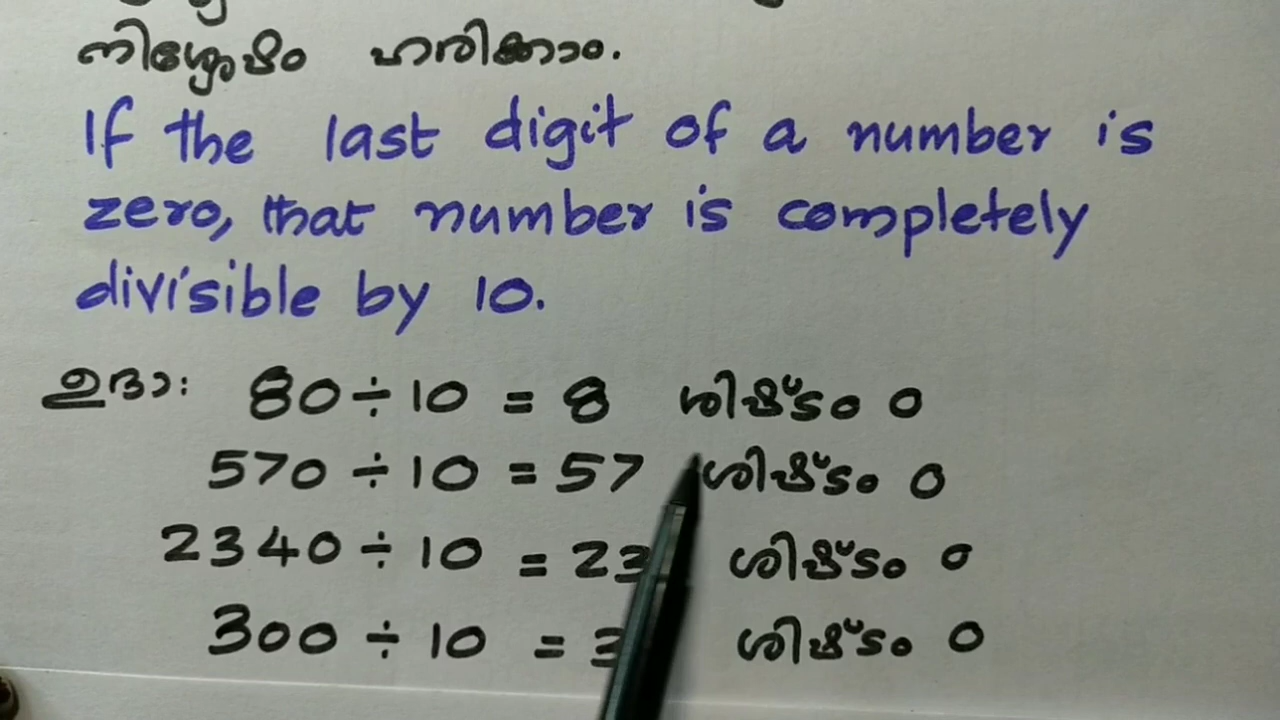 നിശ്ശേഷം ഹരിക്കാം.
If the last digit of a number is
zero, that number is completely
divisible by 10.
ഉദാ: 80 ÷ 10 = 8 ശിഷ്ടം 0
570 ÷ 10 = 57 ശിഷ്ടം 0
2340 ÷ 10 = 23 ശിഷ്ടം 0
300 ÷ 10 = 3 ശിഷ്ടം 0